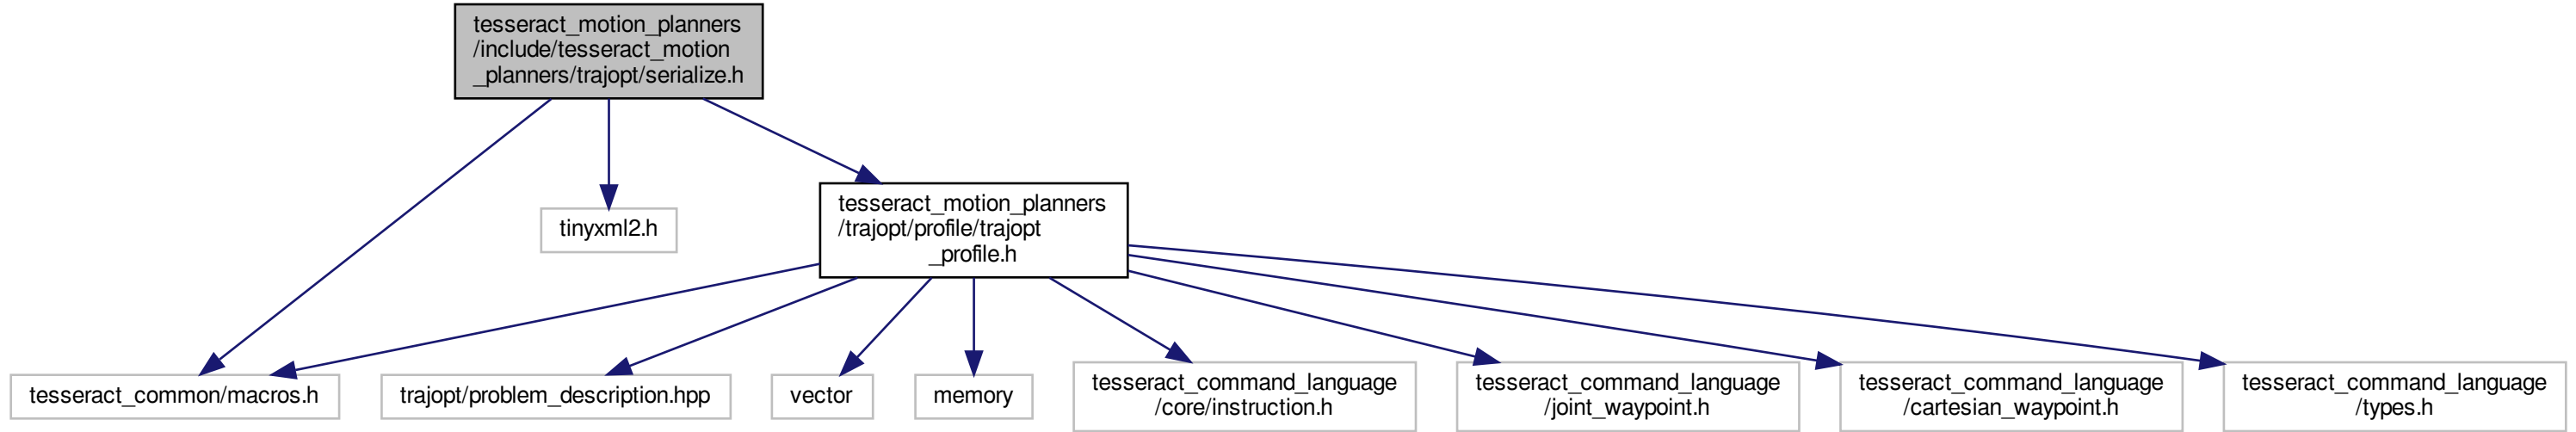 tesseract_motion_planners
/include/tesseract_motion
_planners/trajopt/serialize.h
tinyxml2.h
tesseract_motion_planners
/trajopt/profile/trajopt
_profile.h
tesseract_common/macros.h
trajopt/problem_description.hpp
vector
memory
tesseract_command_language
/core/instruction.h
tesseract_command_language
/joint_waypoint.h
tesseract_command_language
/cartesian_waypoint.h
tesseract_command_language
/types.h